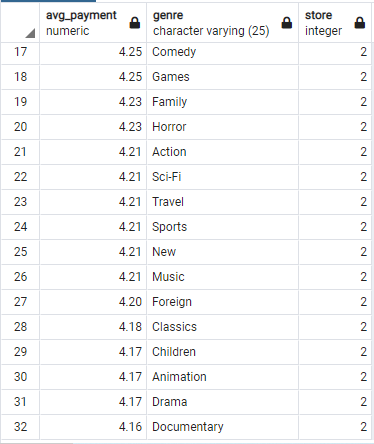 avg_payment genre store
numeric character varying (25) integer
17 4.25 Comedy 2
18 4.25 Games 2
19 4.23 Family 2
20 4.23 Horror 2
21 4.21 Action 2
22 4.21 Sci-Fi 2
23 4.21 Travel 2
24 4.21 Sports 2
25 4.21 New 2
26 4.21 Music 2
27 4.20 Foreign 2
28 4.18 Classics 2
29 4.17 Children 2
30 4.17 Animation 2
31 4.17 Drama 2
32 4.16 Documentary 2